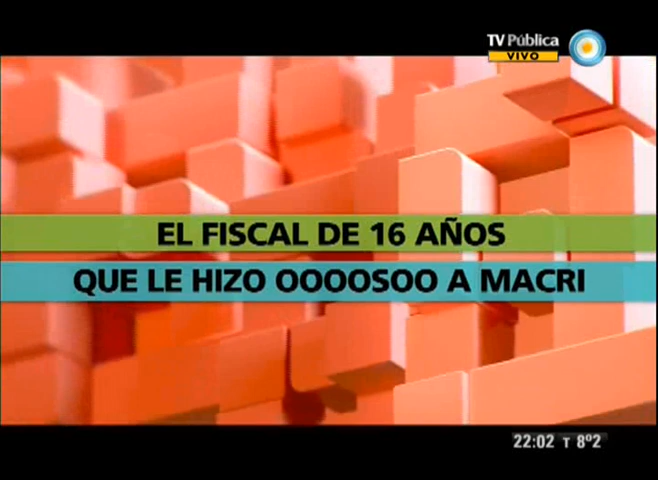 TV Pública
VIVO
EL FISCAL DE 16 AÑOS
QUE LE HIZO OOOOSOO A MACRI
22:02 T 8º2